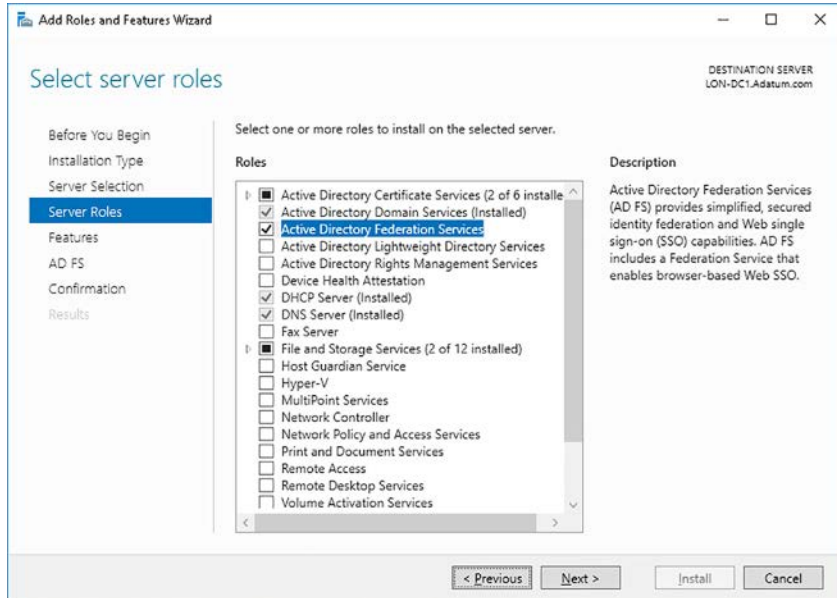 Add Roles and Features Wizard
Select server roles
DESTINATION SERVER
LON-DC1.Adatum.com
Before You Begin
Installation Type
Server Selection
Server Roles
Features
AD FS
Confirmation
Results
Select one or more roles to install on the selected server.
Roles
Active Directory Certificate Services (2 of 6 installe
Active Directory Domain Services (Installed)
Active Directory Federation Services
Active Directory Lightweight Directory Services
Active Directory Rights Management Services
Device Health Attestation
DHCP Server (Installed)
DNS Server (Installed)
Fax Server
File and Storage Services (2 of 12 installed)
Host Guardian Service
Hyper-V
MultiPoint Services
Network Controller
Network Policy and Access Services
Print and Document Services
Remote Access
Remote Desktop Services
Volume Activation Services
Description
Active Directory Federation Services
(AD FS) provides simplified, secured
identity federation and Web single
sign-on (SSO) capabilities. AD FS
includes a Federation Service that
enables browser-based Web SSO.
< Previous
Next >
Install
Cancel